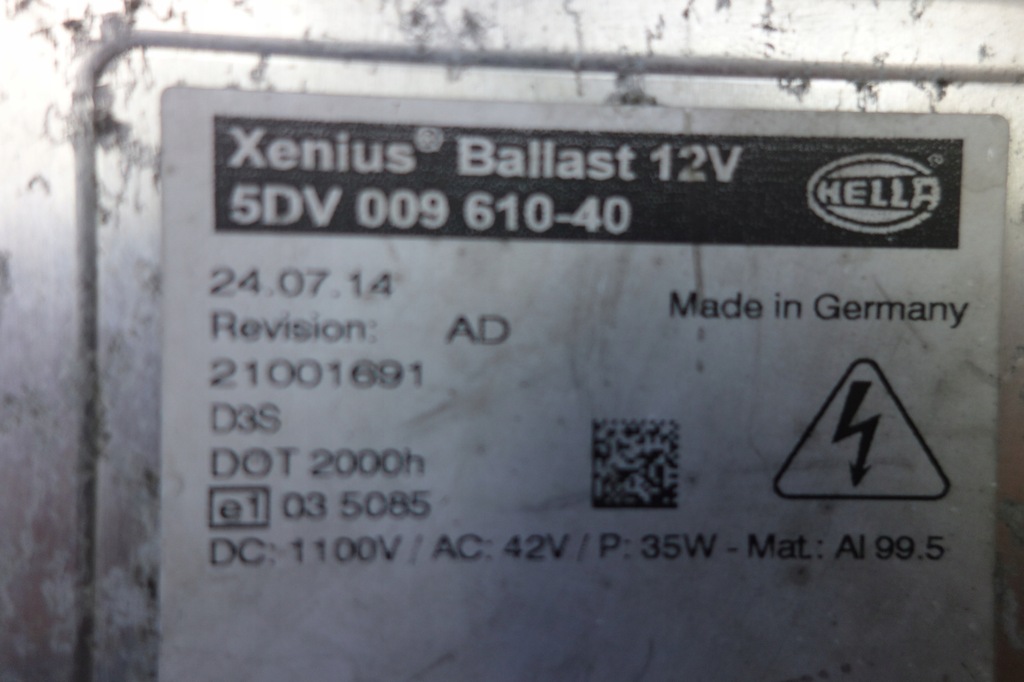 Xenius® Ballast 12V
5DV 009 610-40
HELLA
24.07.14
Made in Germany
Revision: AD
21001691
D3S
DOT 2000h
e1 03 5085
DC: 1100V / AC: 42V / P: 35W - Mat.: Al 99.5